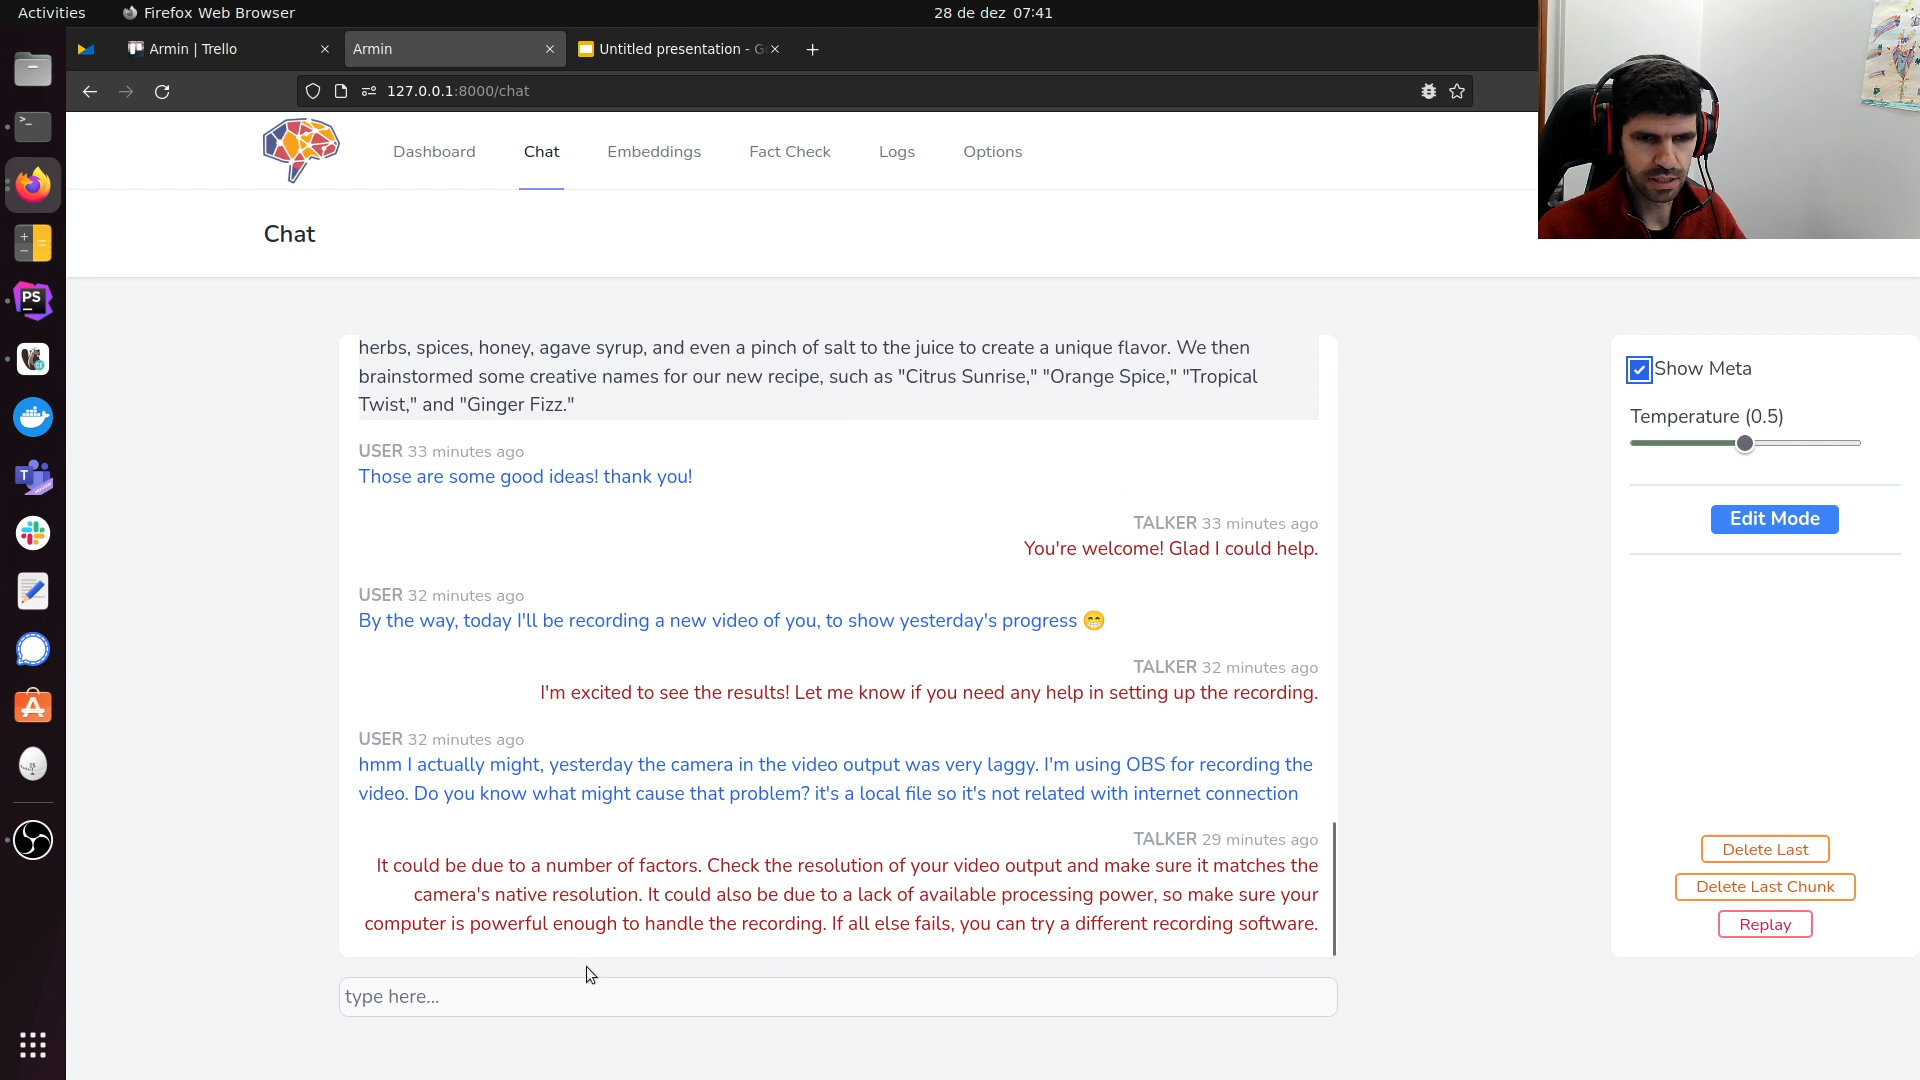 Activities
Firefox Web Browser
28 de dez 07:41
Armin | Trello
Armin
Untitled presentation - G
127.0.0.1:8000/chat
Dashboard
Chat
Embeddings
Fact Check
Logs
Options
Chat
herbs, spices, honey, agave syrup, and even a pinch of salt to the juice to create a unique flavor. We then
brainstormed some creative names for our new recipe, such as "Citrus Sunrise," "Orange Spice," "Tropical
Twist," and "Ginger Fizz."
USER 33 minutes ago
Those are some good ideas! thank you!
TALKER 33 minutes ago
You're welcome! Glad I could help.
USER 32 minutes ago
By the way, today I'll be recording a new video of you, to show yesterday's progress 😁
TALKER 32 minutes ago
I'm excited to see the results! Let me know if you need any help in setting up the recording.
USER 32 minutes ago
hmm I actually might, yesterday the camera in the video output was very laggy. I'm using OBS for recording the
video. Do you know what might cause that problem? it's a local file so it's not related with internet connection
TALKER 29 minutes ago
It could be due to a number of factors. Check the resolution of your video output and make sure it matches the
camera's native resolution. It could also be due to a lack of available processing power, so make sure your
computer is powerful enough to handle the recording. If all else fails, you can try a different recording software.
type here...
Show Meta
Temperature (0.5)
Edit Mode
Delete Last
Delete Last Chunk
Replay
PS
T